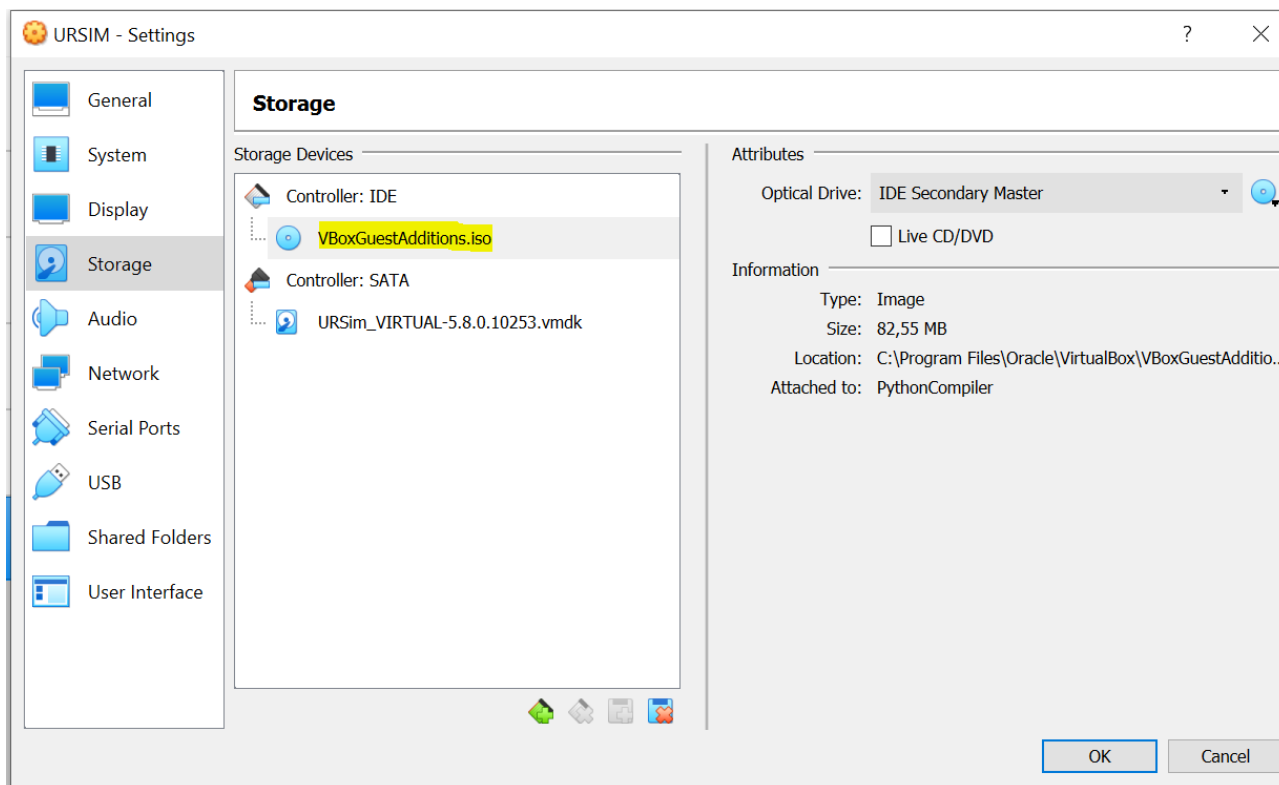 URSIM - Settings
?
General
System
Display
Storage
Audio
Network
Serial Ports
USB
Shared Folders
User Interface
Storage
Storage Devices
Controller: IDE
VBoxGuestAdditions.iso
Controller: SATA
URSim_VIRTUAL-5.8.0.10253.vmdk
Attributes
Optical Drive: IDE Secondary Master
Live CD/DVD
Information
Type: Image
Size: 82,55 MB
Location: C:\Program Files\Oracle\VirtualBox\VBoxGuestAdditio...
Attached to: PythonCompiler
OK
Cancel